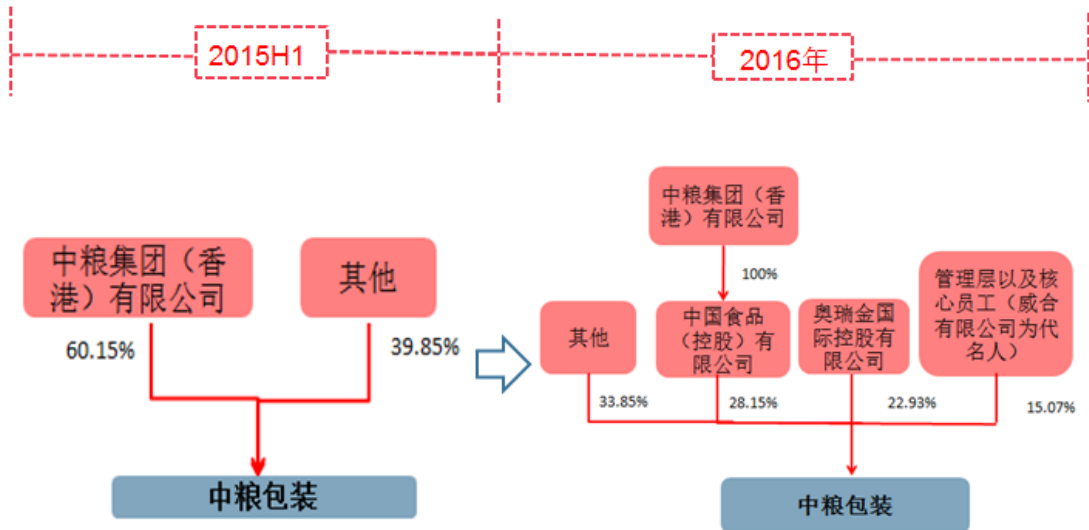 2015H1
2016年
中粮集团（香
港）有限公司
其他
60.15%
39.85%
中粮包装
中粮集团（香
港）有限公司
100%
其他
中国食品
（控股）有
限公司
奥瑞金国
际控股有
限公司
管理层以及核
心员工（威合
有限公司为代
名人）
33.85%
28.15%
22.93%
15.07%
中粮包装